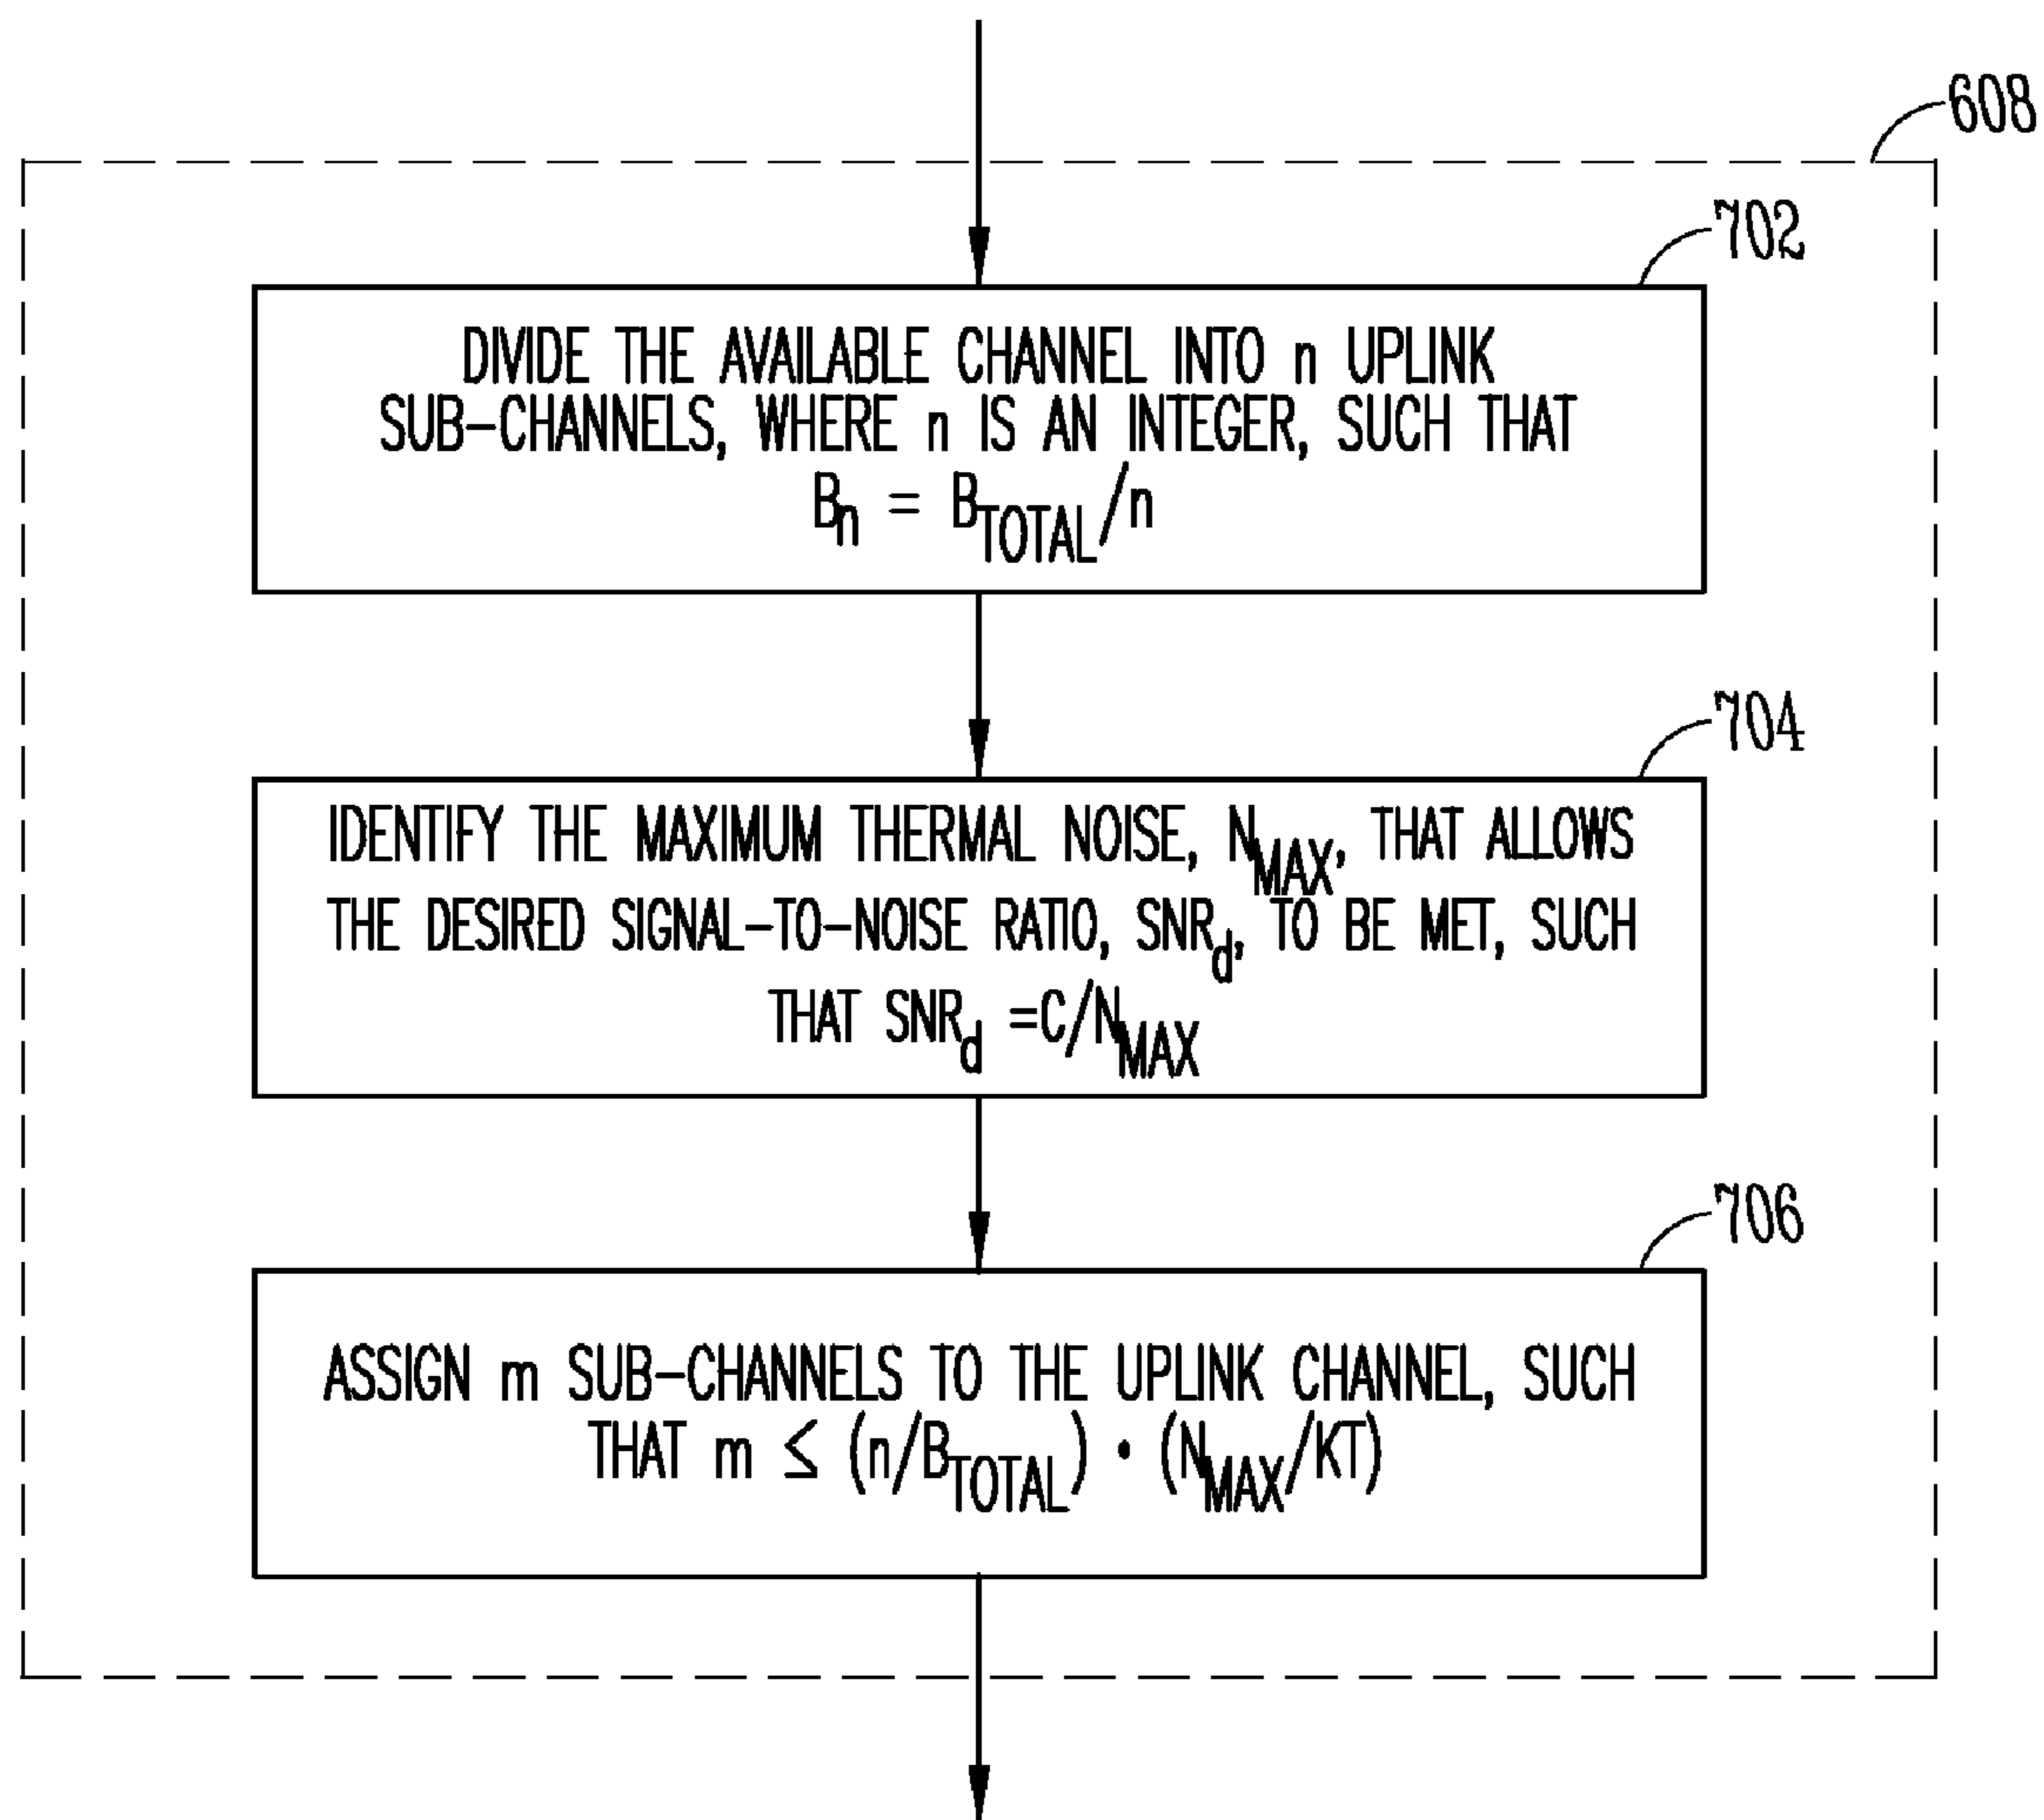 608
702
DIVIDE THE AVAILABLE CHANNEL INTO n UPLINK
SUB-CHANNELS, WHERE n IS AN INTEGER, SUCH THAT
Bn = BTOTAL/n
704
IDENTIFY THE MAXIMUM THERMAL NOISE, NMAX, THAT ALLOWS
THE DESIRED SIGNAL-TO-NOISE RATIO, SNRd, TO BE MET, SUCH
THAT SNRd =C/NMAX
706
ASSIGN m SUB-CHANNELS TO THE UPLINK CHANNEL, SUCH
THAT m ≤ (n/BTOTAL) • (NMAX/KT)